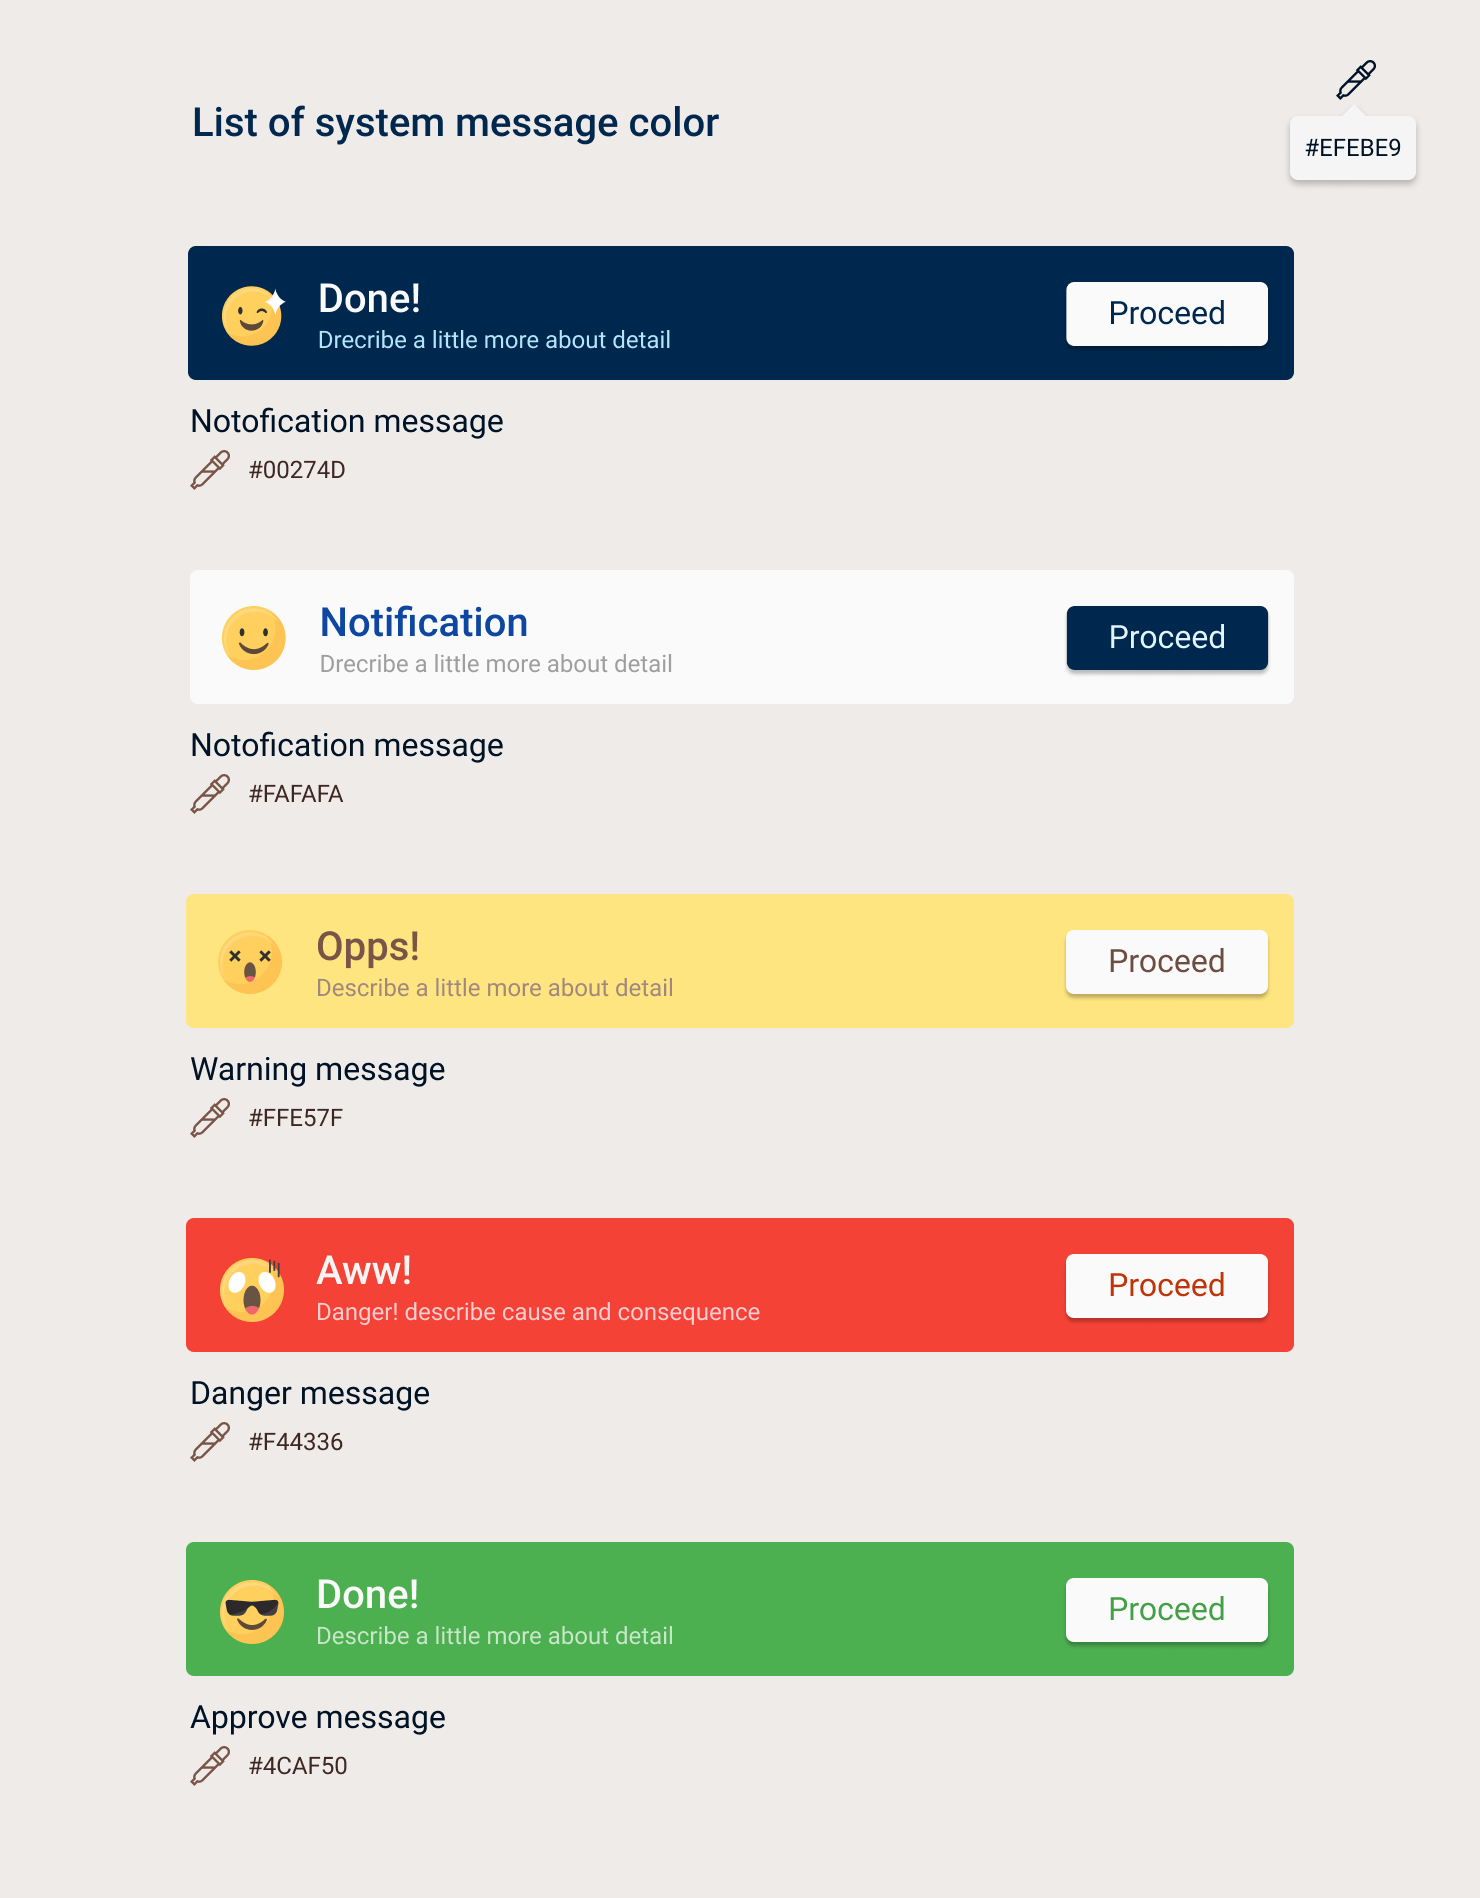 List of system message color
#EFEBE9
Done!
Drecribe a little more about detail
Proceed
Notofication message
#00274D
Notification
Drecribe a little more about detail
Proceed
Notofication message
#FAFAFA
Opps!
Describe a little more about detail
Proceed
Warning message
#FFE57F
Aww!
Danger! describe cause and consequence
Proceed
Danger message
#F44336
Done!
Describe a little more about detail
Proceed
Approve message
#4CAF50